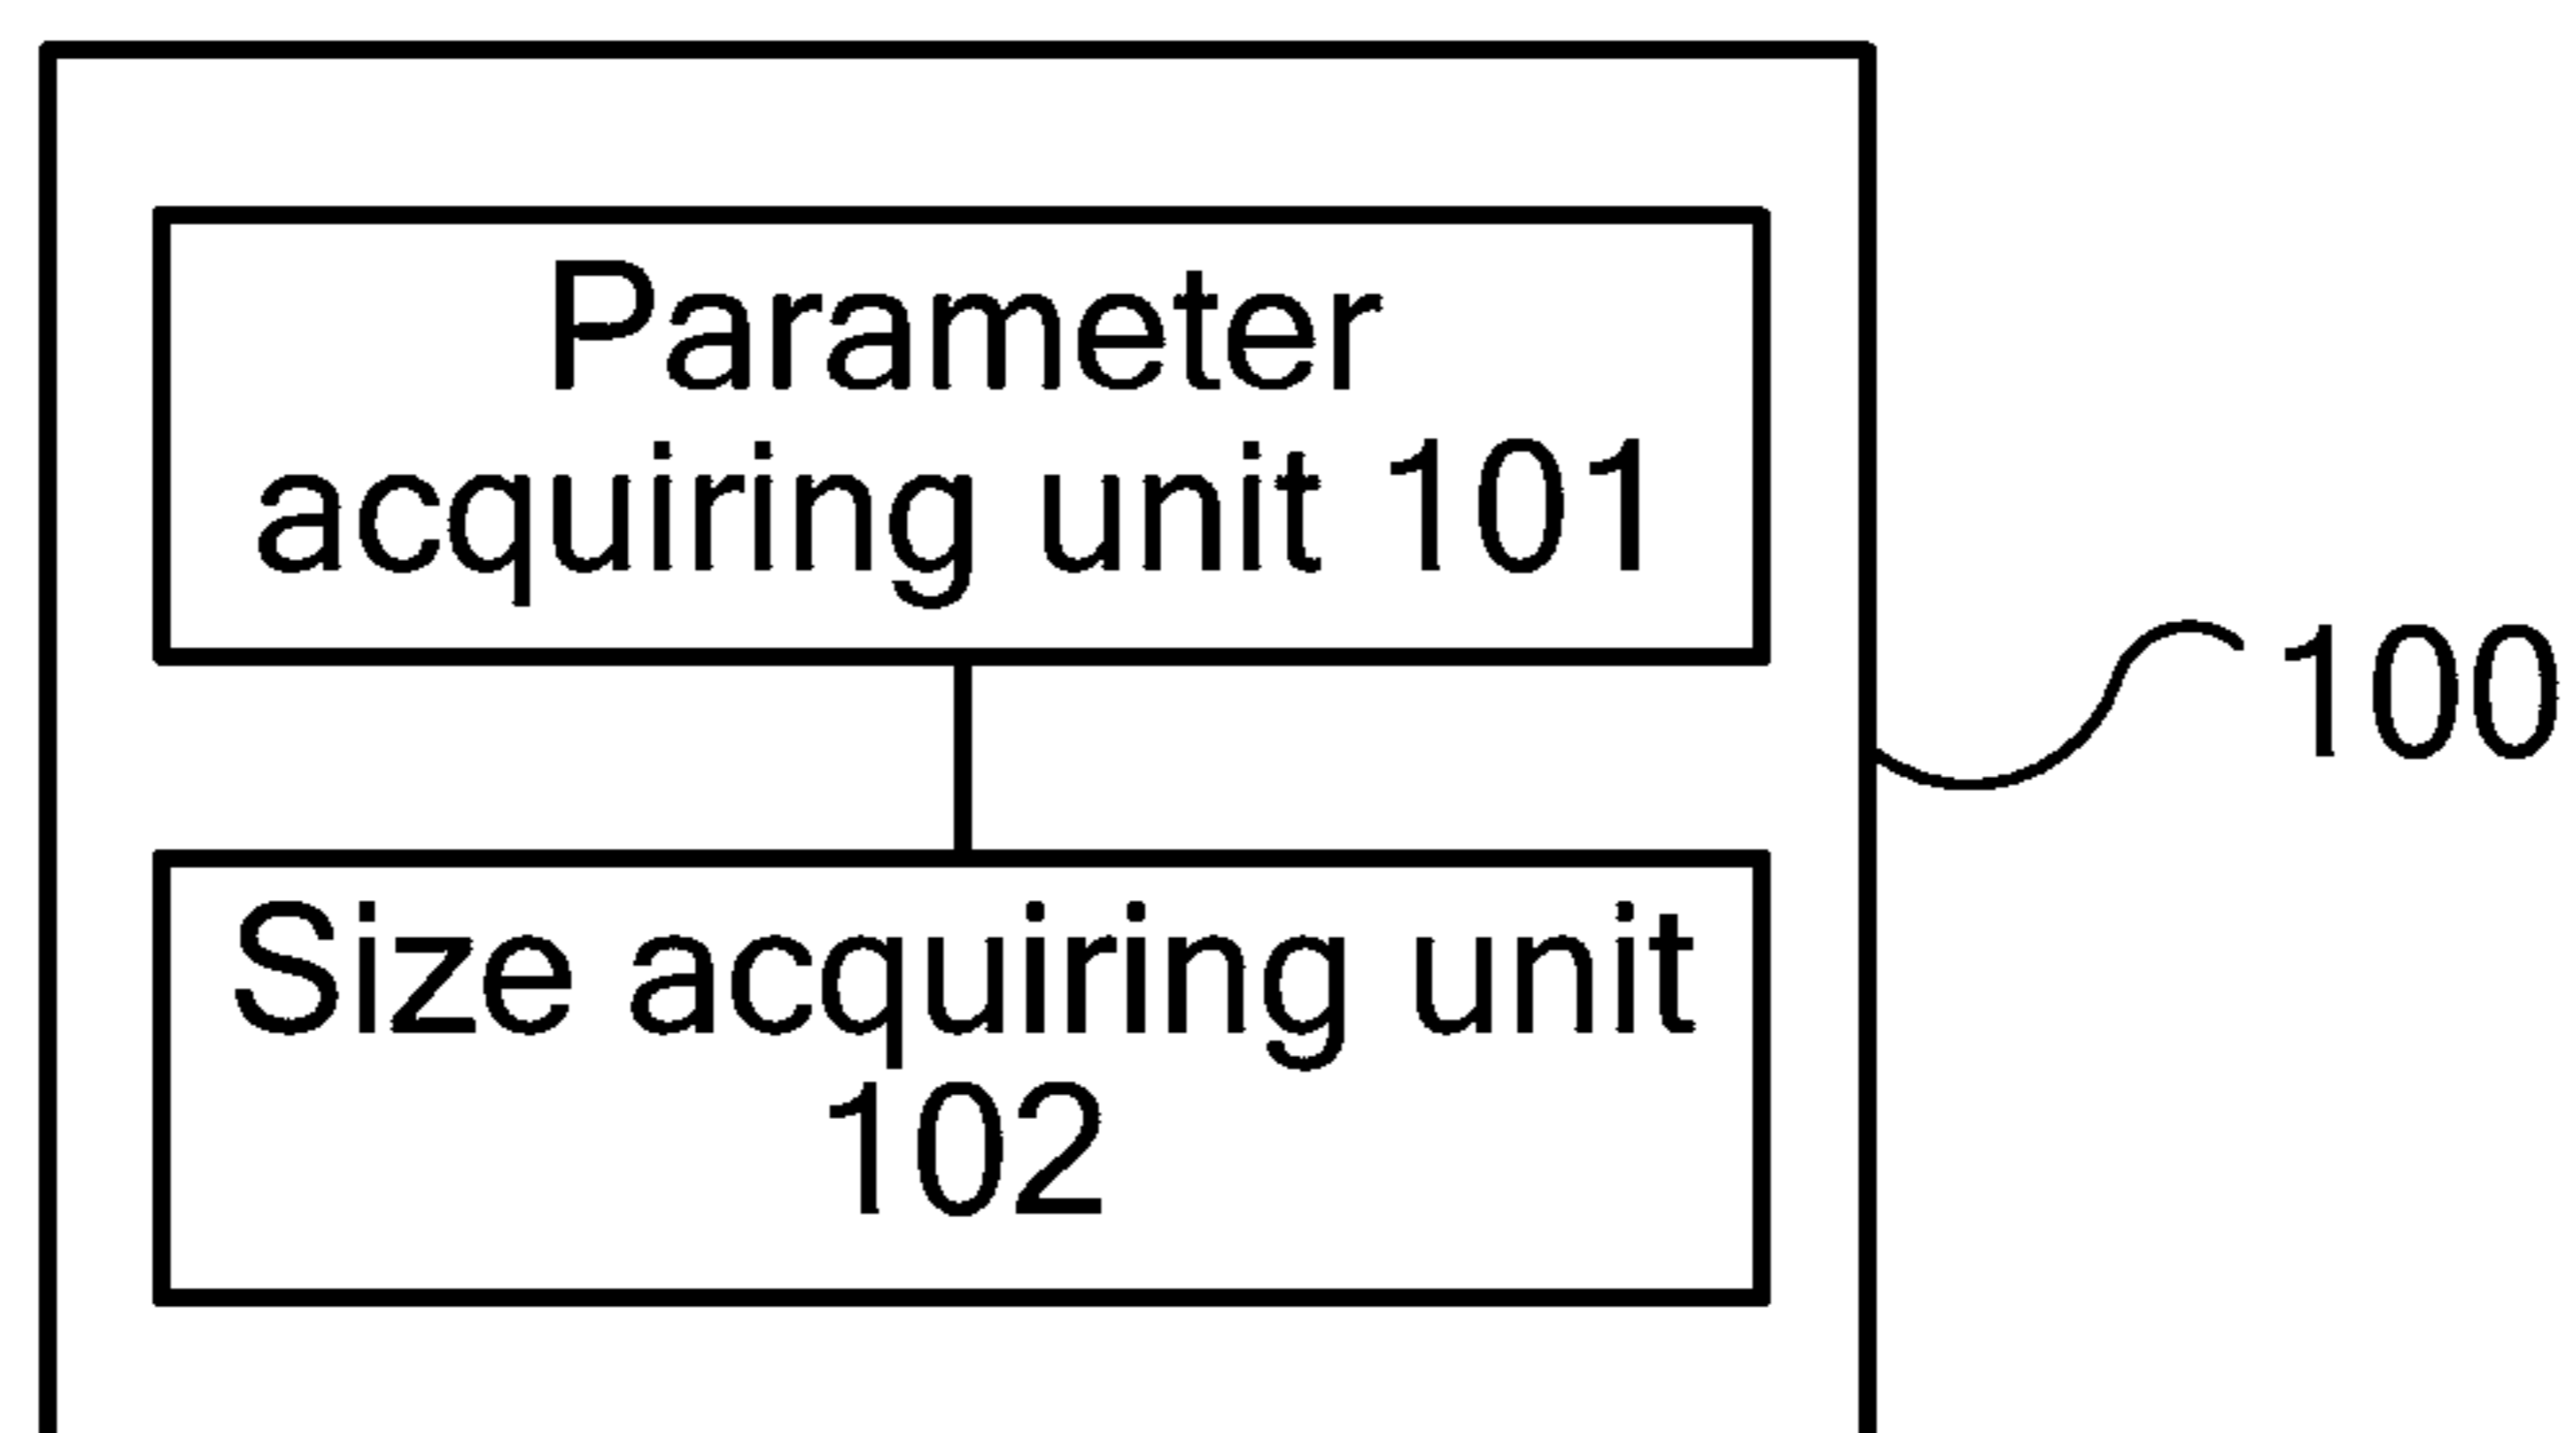 Parameter
acquiring unit 101
100
Size acquiring unit
102